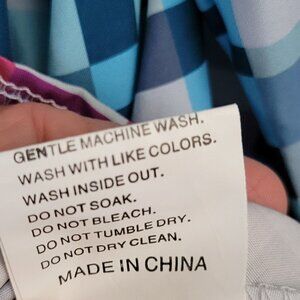 GENTLE MACHINE WASH.
WASH WITH LIKE COLORS.
WASH INSIDE OUT.
DO NOT SOAK.
DO NOT BLEACH.
DO NOT TUMBLE DRY.
DO NOT DRY CLEAN.
MADE IN CHINA